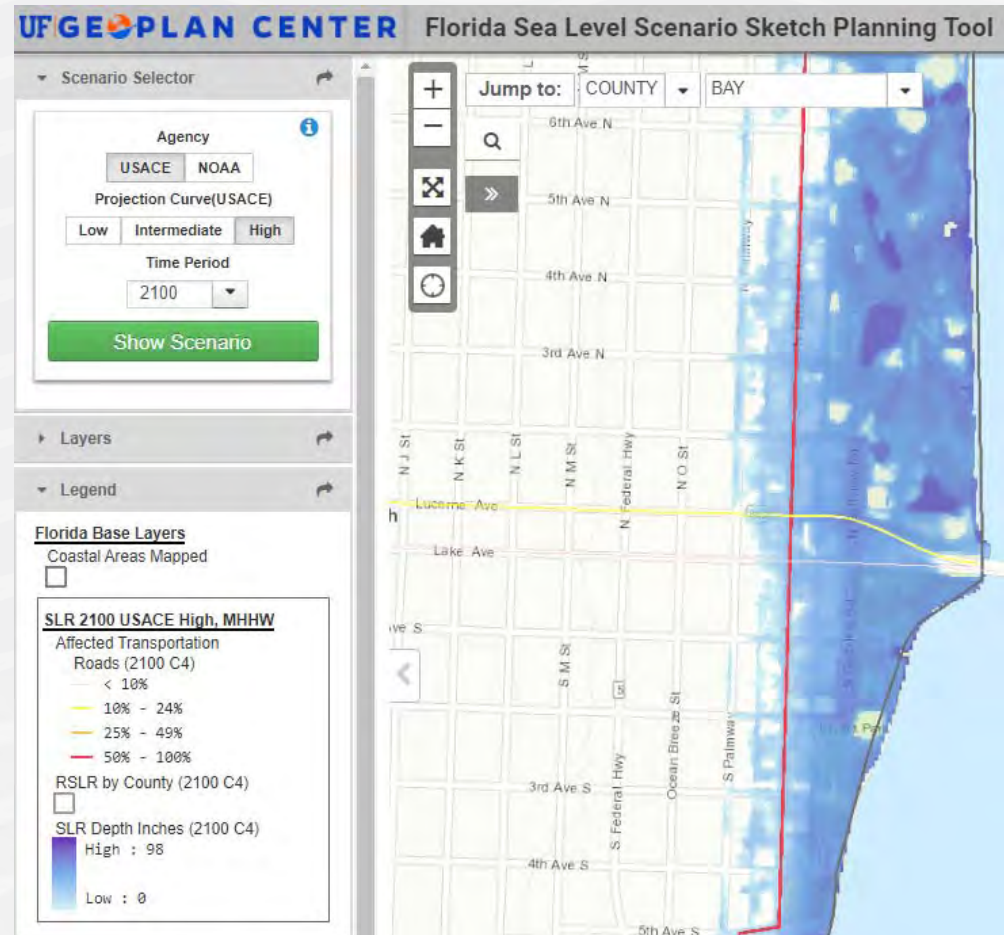 UF GEOPLAN CENTER
Florida Sea Level Scenario Sketch Planning Tool
Scenario Selector
Agency
USACE NOAA
Projection Curve(USACE)
Low Intermediate High
Time Period
2100
Show Scenario
Layers
Legend
Florida Base Layers
Coastal Areas Mapped
SLR 2100 USACE High, MHHW
Affected Transportation
Roads (2100 C4)
< 10%
10% - 24%
25% - 49%
50% - 100%
RSLR by County (2100 C4)
SLR Depth Inches (2100 C4)
High : 98
Low : 0
+
−
Jump to: COUNTY BAY
»
6th Ave N
5th Ave N
4th Ave N
3rd Ave N
N J St
N K St
N L St
N M St
N Federal Hwy
N O St
h
Lucerne Ave
Lake Ave
ve S
S M St
Ocean Breeze St
S Palmway
S Federal Hwy
3rd Ave S
4th Ave S
5th Ave S